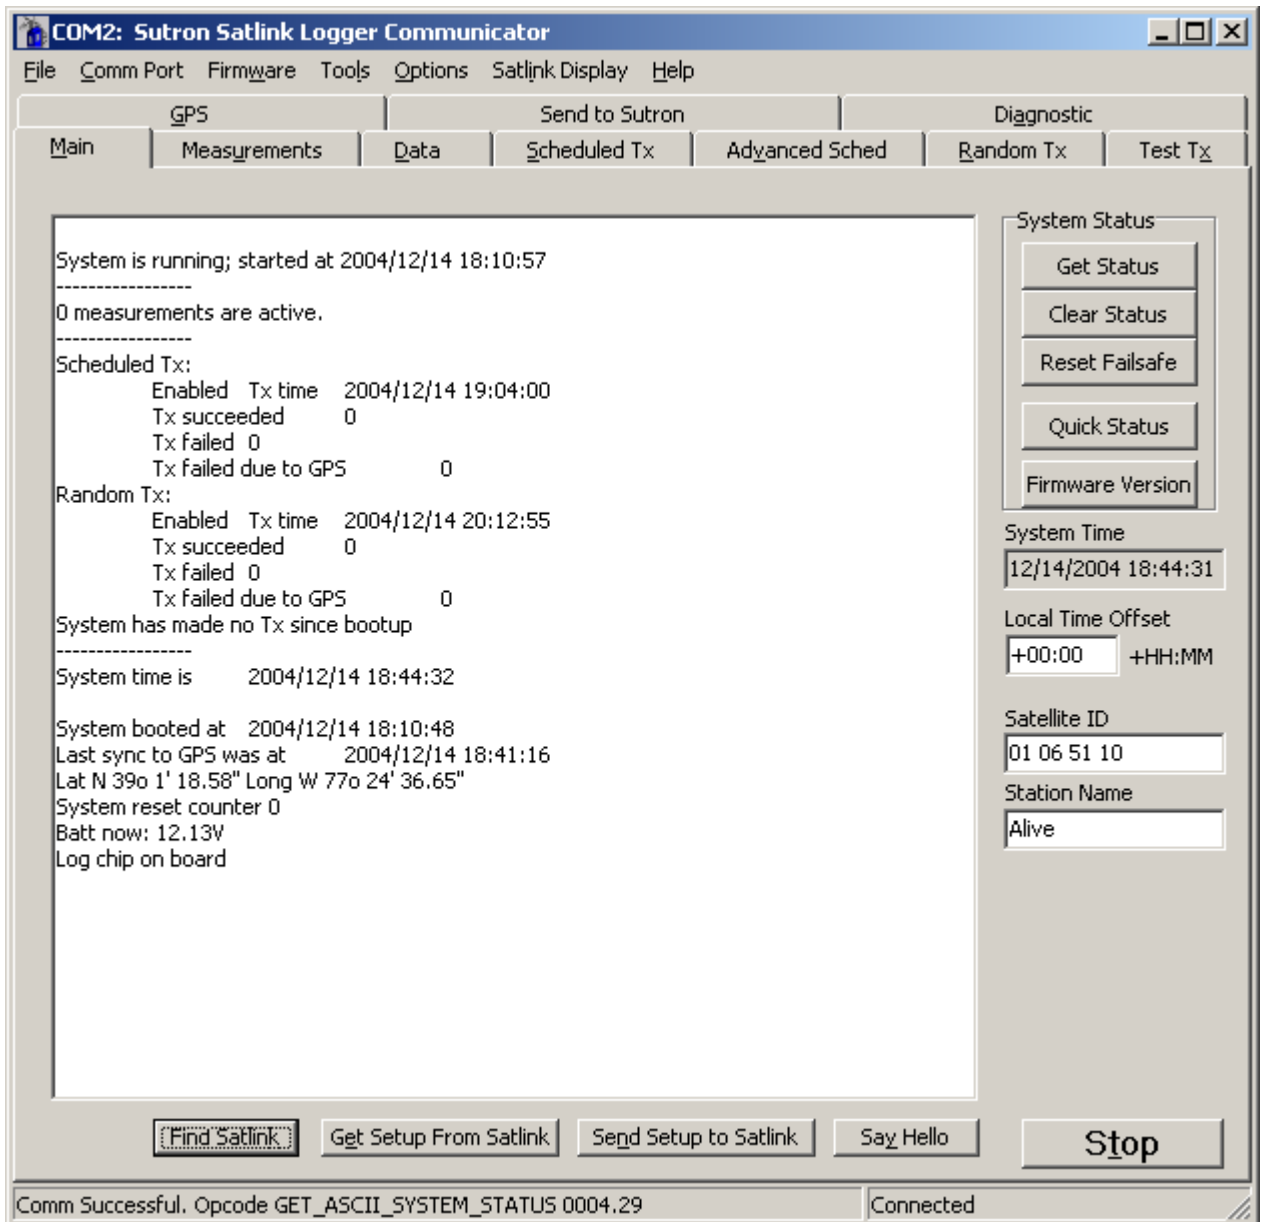 COM2: Sutron Satlink Logger Communicator
File Comm Port Firmware Tools Options Satlink Display Help
GPS Send to Sutron Diagnostic
Main Measurements Data Scheduled Tx Advanced Sched Random Tx Test Tx
System is running; started at 2004/12/14 18:10:57
-----------------
0 measurements are active.
-----------------
Scheduled Tx:
Enabled Tx time 2004/12/14 19:04:00
Tx succeeded 0
Tx failed 0
Tx failed due to GPS 0
Random Tx:
Enabled Tx time 2004/12/14 20:12:55
Tx succeeded 0
Tx failed 0
Tx failed due to GPS 0
System has made no Tx since bootup
-----------------
System time is 2004/12/14 18:44:32
System booted at 2004/12/14 18:10:48
Last sync to GPS was at 2004/12/14 18:41:16
Lat N 39o 1' 18.58" Long W 77o 24' 36.65"
System reset counter 0
Batt now: 12.13V
Log chip on board
System Status
Get Status
Clear Status
Reset Failsafe
Quick Status
Firmware Version
System Time
12/14/2004 18:44:31
Local Time Offset
+00:00 +HH:MM
Satellite ID
01 06 51 10
Station Name
Alive
Find Satlink Get Setup From Satlink Send Setup to Satlink Say Hello Stop
Comm Successful. Opcode GET_ASCII_SYSTEM_STATUS 0004.29 Connected